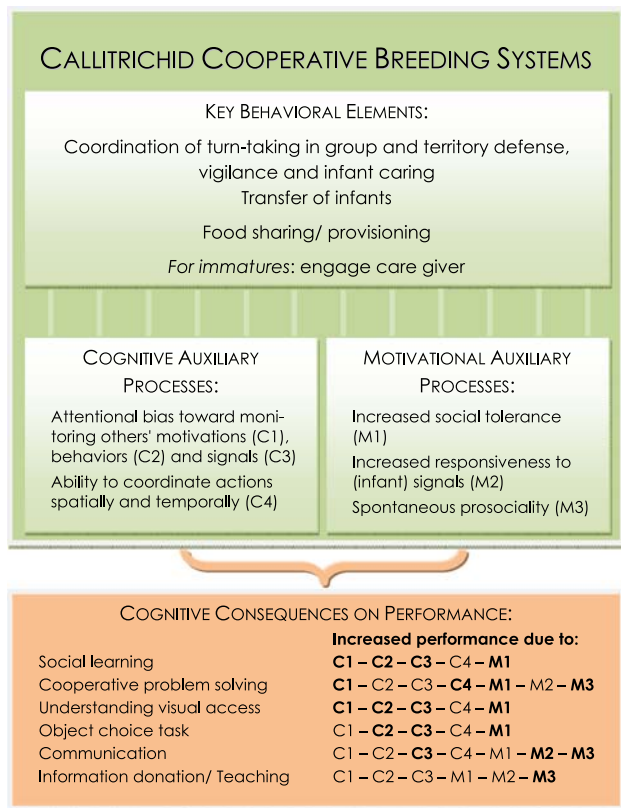 CALLITRICHID COOPERATIVE BREEDING SYSTEMS
KEY BEHAVIORAL ELEMENTS:
Coordination of turn-taking in group and territory defense,
vigilance and infant caring
Transfer of infants
Food sharing/ provisioning
For immatures: engage care giver
COGNITIVE AUXILIARY
PROCESSES:
Attentional bias toward moni-
toring others' motivations (C1),
behaviors (C2) and signals (C3)
Ability to coordinate actions
spatially and temporally (C4)
MOTIVATIONAL AUXILIARY
PROCESSES:
Increased social tolerance
(M1)
Increased responsiveness to
(infant) signals (M2)
Spontaneous prosociality (M3)
COGNITIVE CONSEQUENCES ON PERFORMANCE:
Increased performance due to:
Social learning C1 – C2 – C3 – C4 – M1
Cooperative problem solving C1 – C2 – C3 – C4 – M1 – M2 – M3
Understanding visual access C1 – C2 – C3 – C4 – M1
Object choice task C1 – C2 – C3 – C4 – M1
Communication C1 – C2 – C3 – C4 – M1 – M2 – M3
Information donation/ Teaching C1 – C2 – C3 – M1 – M2 – M3